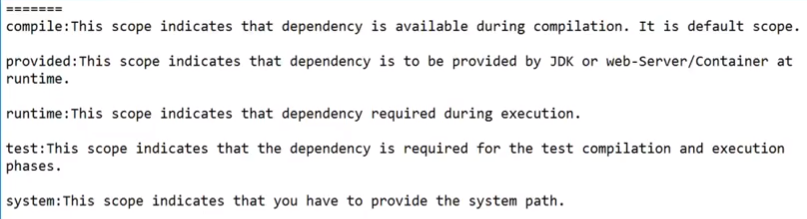 =======
compile:This scope indicates that dependency is available during compilation. It is default scope.
provided:This scope indicates that dependency is to be provided by JDK or web-Server/Container at
runtime.
runtime:This scope indicates that dependency required during execution.
test:This scope indicates that the dependency is required for the test compilation and execution
phases.
system:This scope indicates that you have to provide the system path.